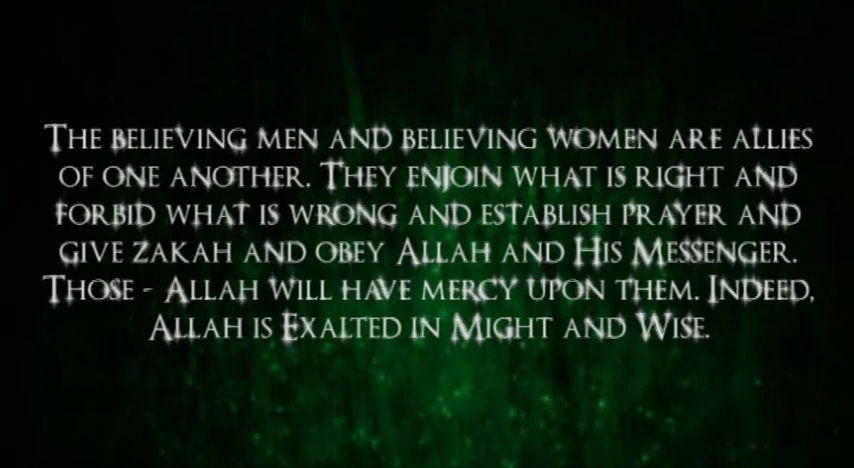 The believing men and believing women are allies
of one another. They enjoin what is right and
forbid what is wrong and establish prayer and
give zakah and obey Allah and His Messenger.
Those - Allah will have mercy upon them. Indeed,
Allah is Exalted in Might and Wise.